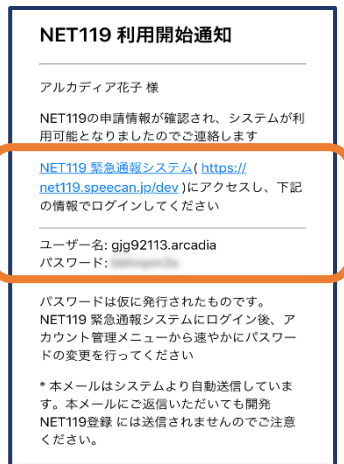 NET119 利用開始通知
アルカディア花子 様
NET119の申請情報が確認され、システムが利
用可能となりましたのでご連絡します
NET119 緊急通報システム( https://
net119.speecan.jp/dev )にアクセスし、下記
の情報でログインしてください
ユーザー名: gjg92113.arcadia
パスワード:
パスワードは仮に発行されたものです。
NET119 緊急通報システムにログイン後、ア
カウント管理メニューから速やかにパスワー
ドの変更を行ってください
* 本メールはシステムより自動送信していま
す。本メールにご返信いただいても開発
NET119登録 には送信されませんのでご注意
ください。